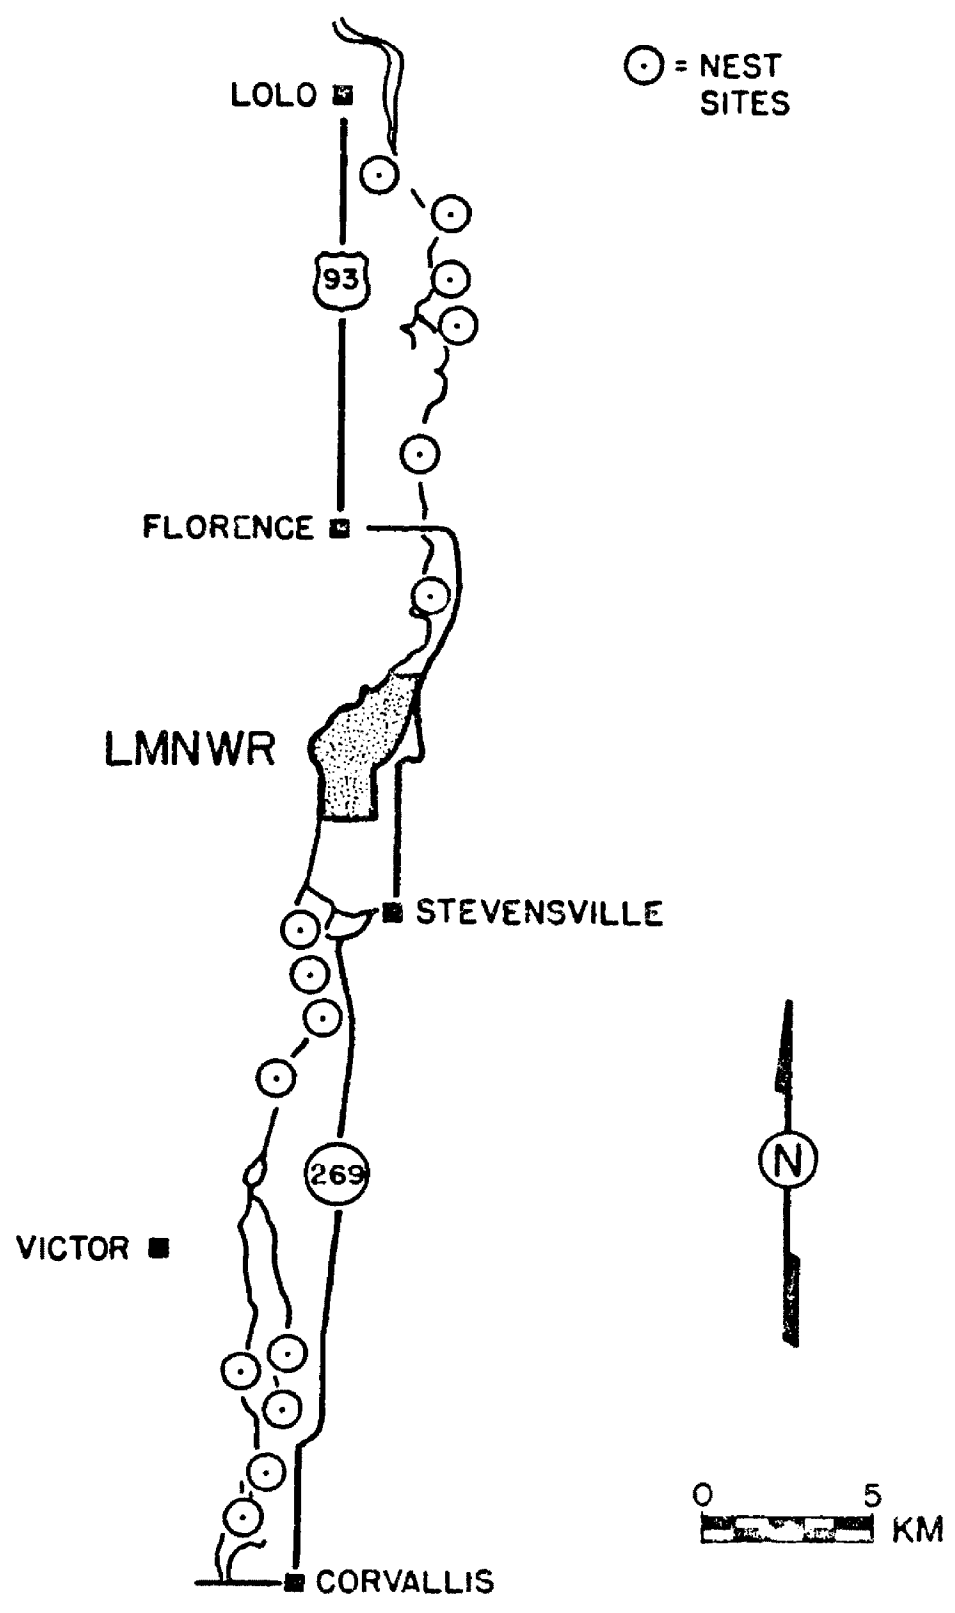 = NEST
SITES
LOLO
93
FLORENCE
LMNWR
STEVENSVILLE
N
269
VICTOR
0 5
KM
CORVALLIS